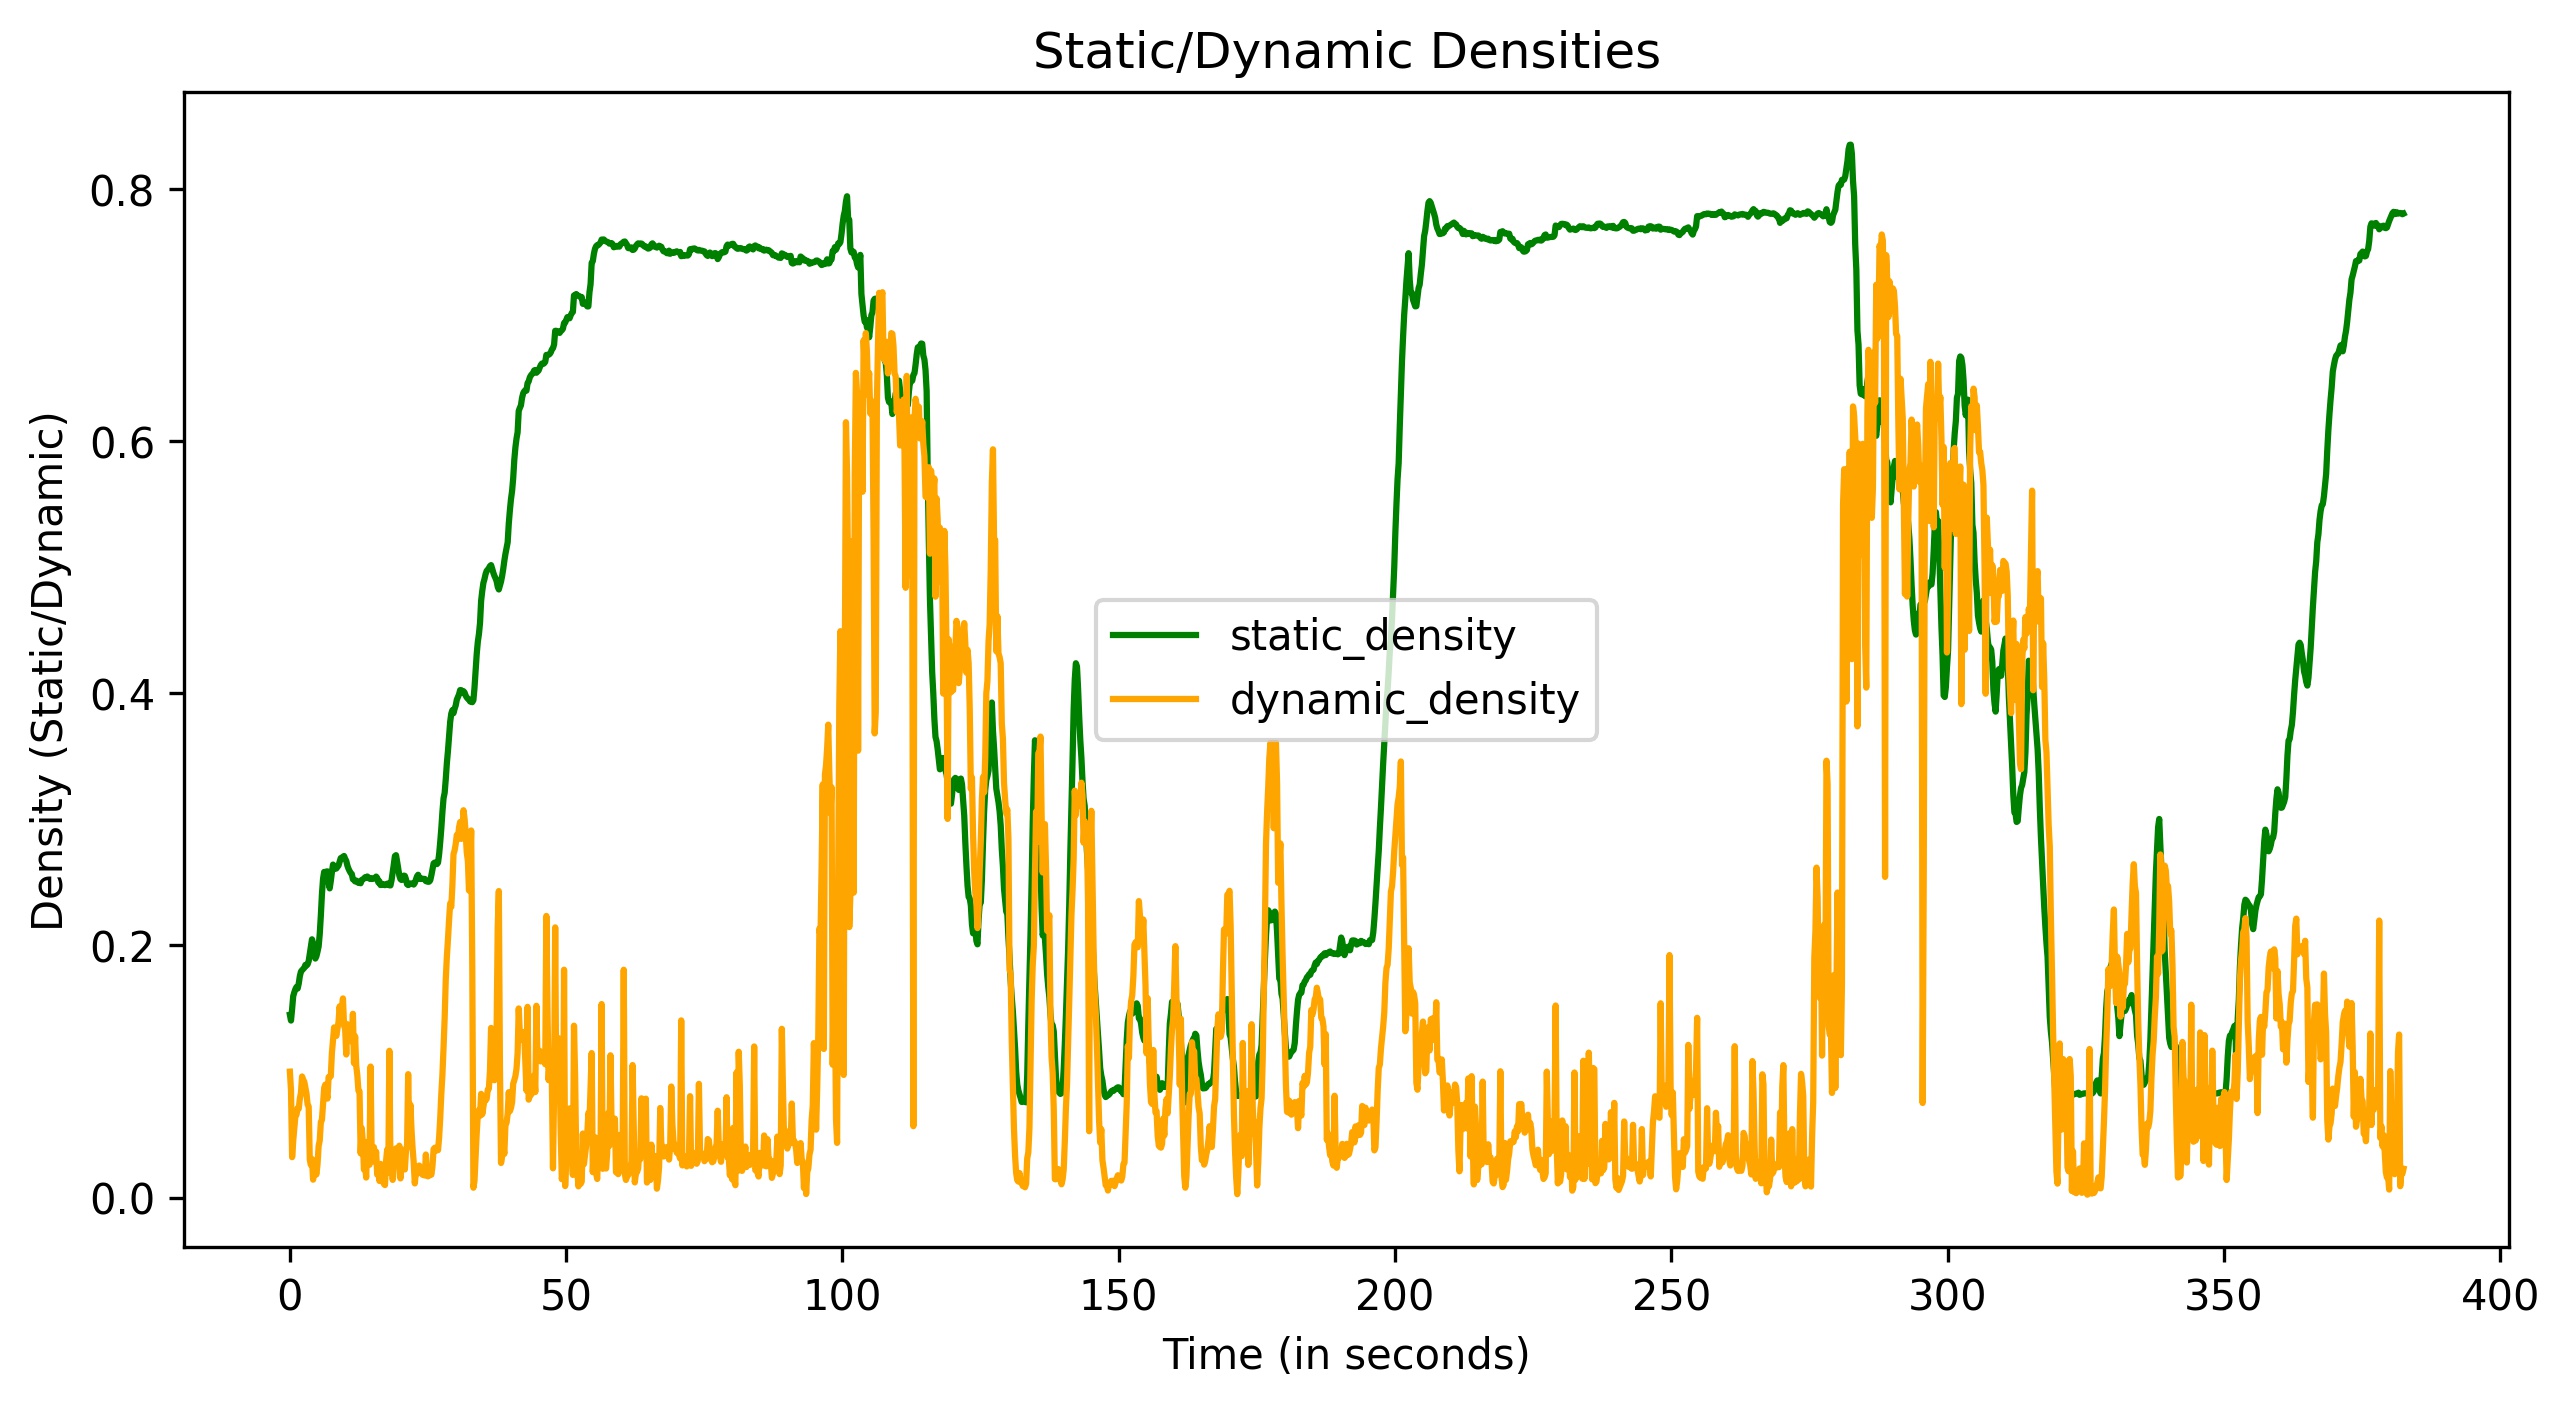 Static/Dynamic Densities
Density (Static/Dynamic)
0.8
0.6
0.4
0.2
0.0
static_density
dynamic_density
0 50 100 150 200 250 300 350 400
Time (in seconds)